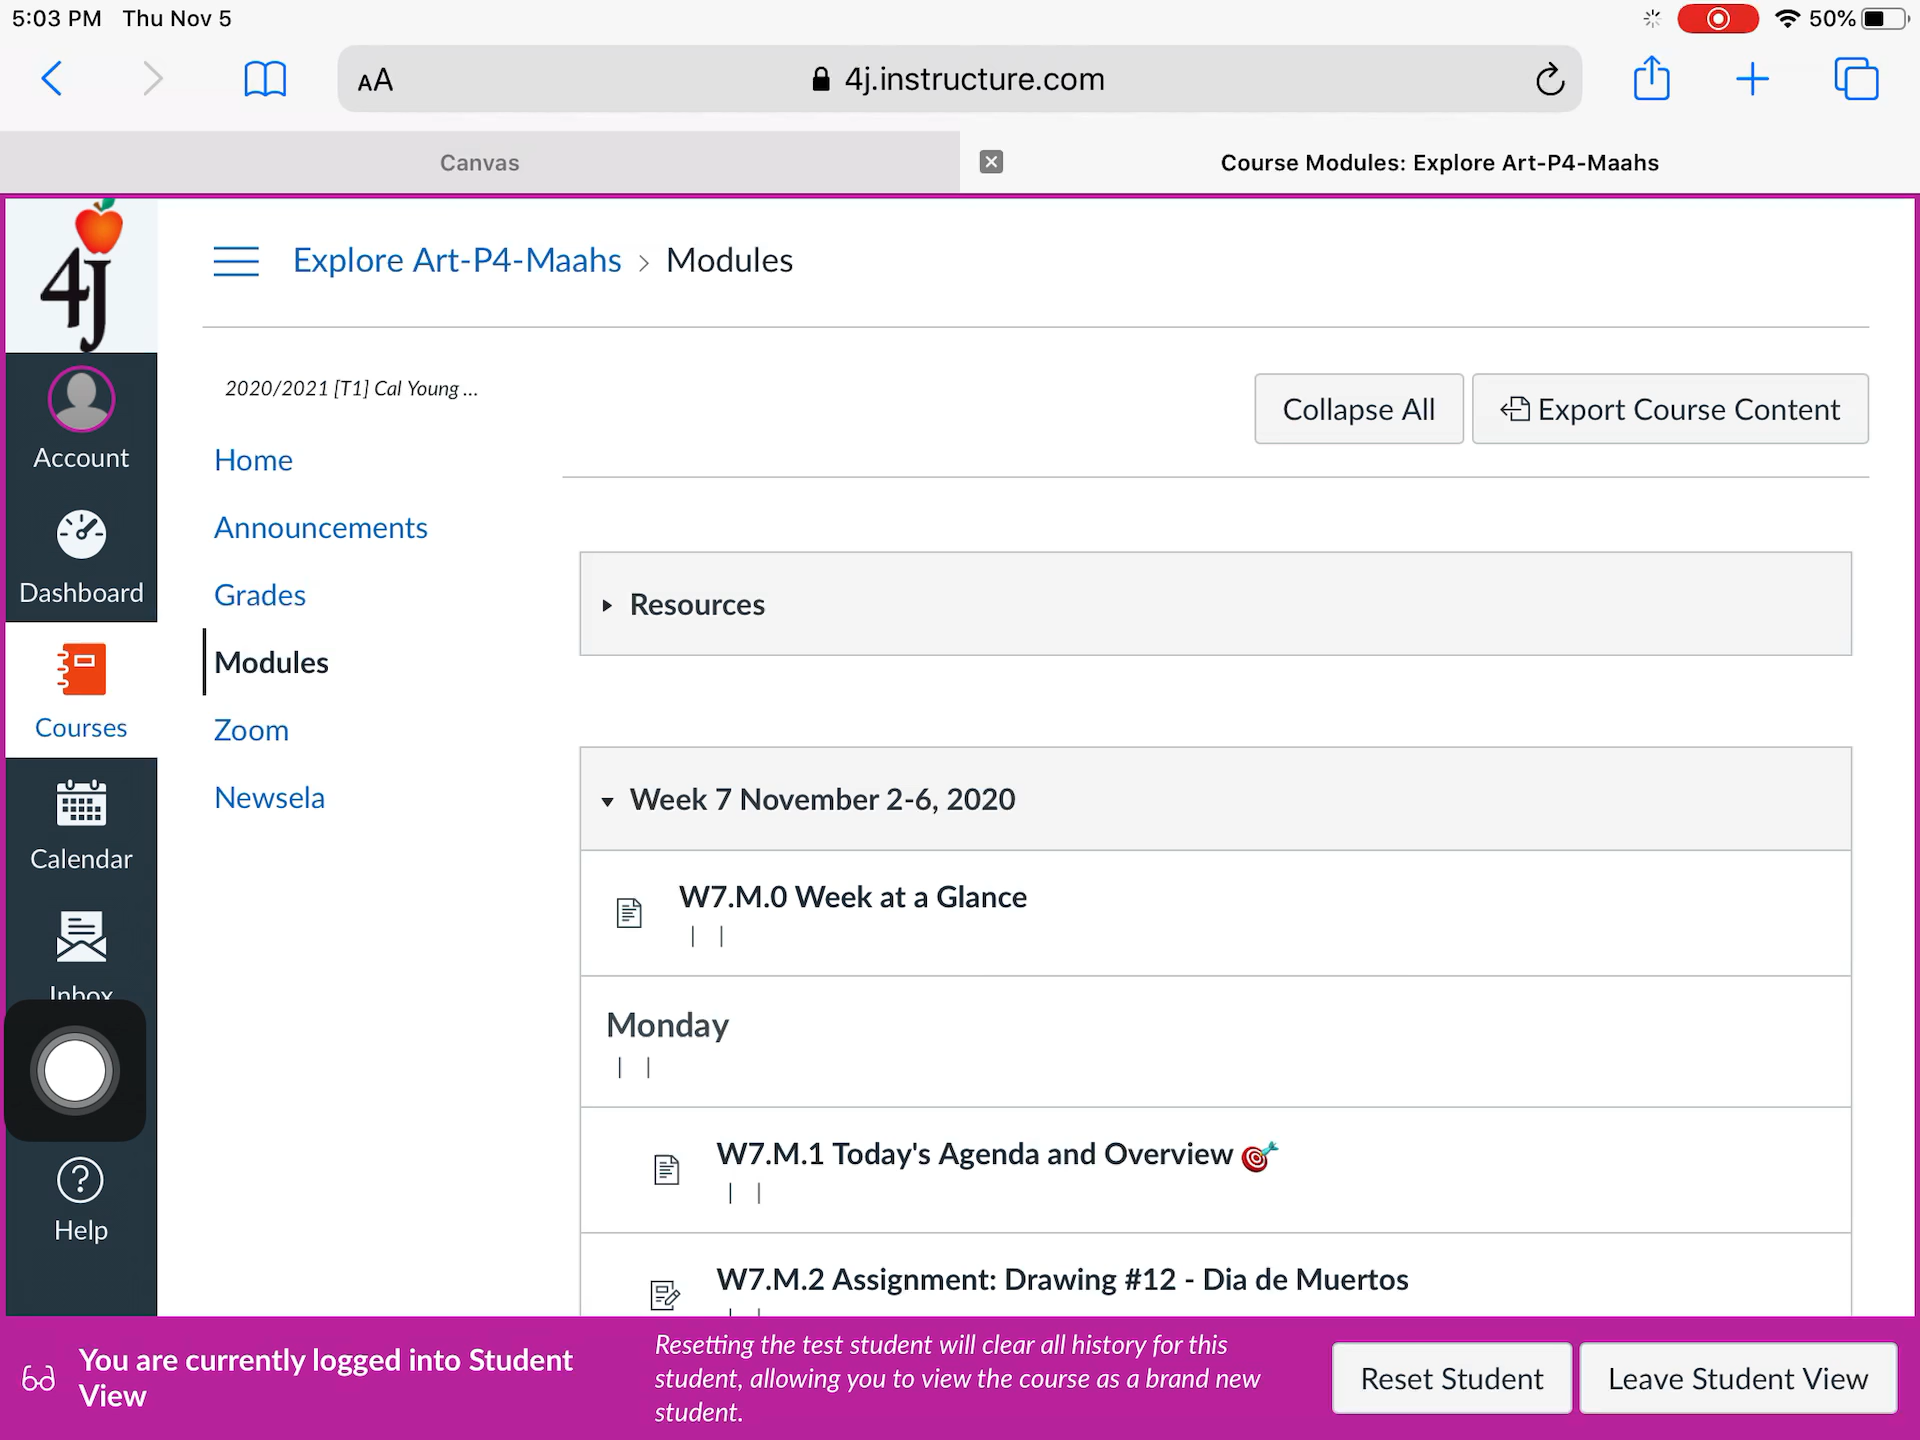 5:03 PM Thu Nov 5
50%
AA
4j.instructure.com
Canvas
Course Modules: Explore Art-P4-Maahs
4J
Explore Art-P4-Maahs > Modules
2020/2021 [T1] Cal Young ...
Collapse All
Export Course Content
Account
Dashboard
Courses
Calendar
Inbox
Help
Home
Announcements
Grades
Modules
Zoom
Newsela
Resources
Week 7 November 2-6, 2020
W7.M.0 Week at a Glance
| |
Monday
| |
W7.M.1 Today's Agenda and Overview 🎯
| |
W7.M.2 Assignment: Drawing #12 - Dia de Muertos
| |
You are currently logged into Student
View
Resetting the test student will clear all history for this
student, allowing you to view the course as a brand new
student.
Reset Student
Leave Student View